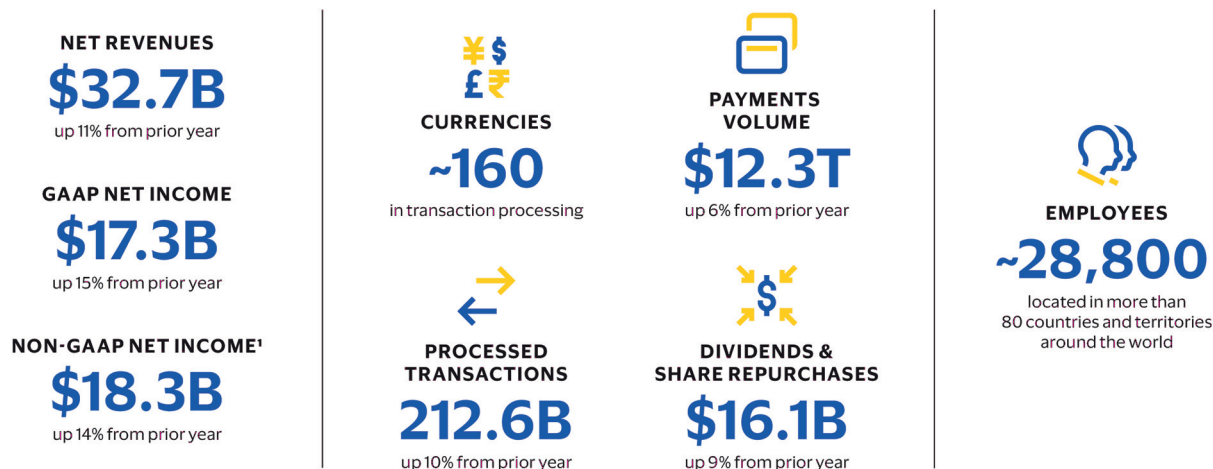 NET REVENUES
$32.7B
up 11% from prior year
GAAP NET INCOME
$17.3B
up 15% from prior year
NON-GAAP NET INCOME¹
$18.3B
up 14% from prior year
¥ $
£ ₹
CURRENCIES
~160
in transaction processing
PROCESSED
TRANSACTIONS
212.6B
up 10% from prior year
PAYMENTS
VOLUME
$12.3T
up 6% from prior year
$
DIVIDENDS &
SHARE REPURCHASES
$16.1B
up 9% from prior year
EMPLOYEES
~28,800
located in more than
80 countries and territories
around the world